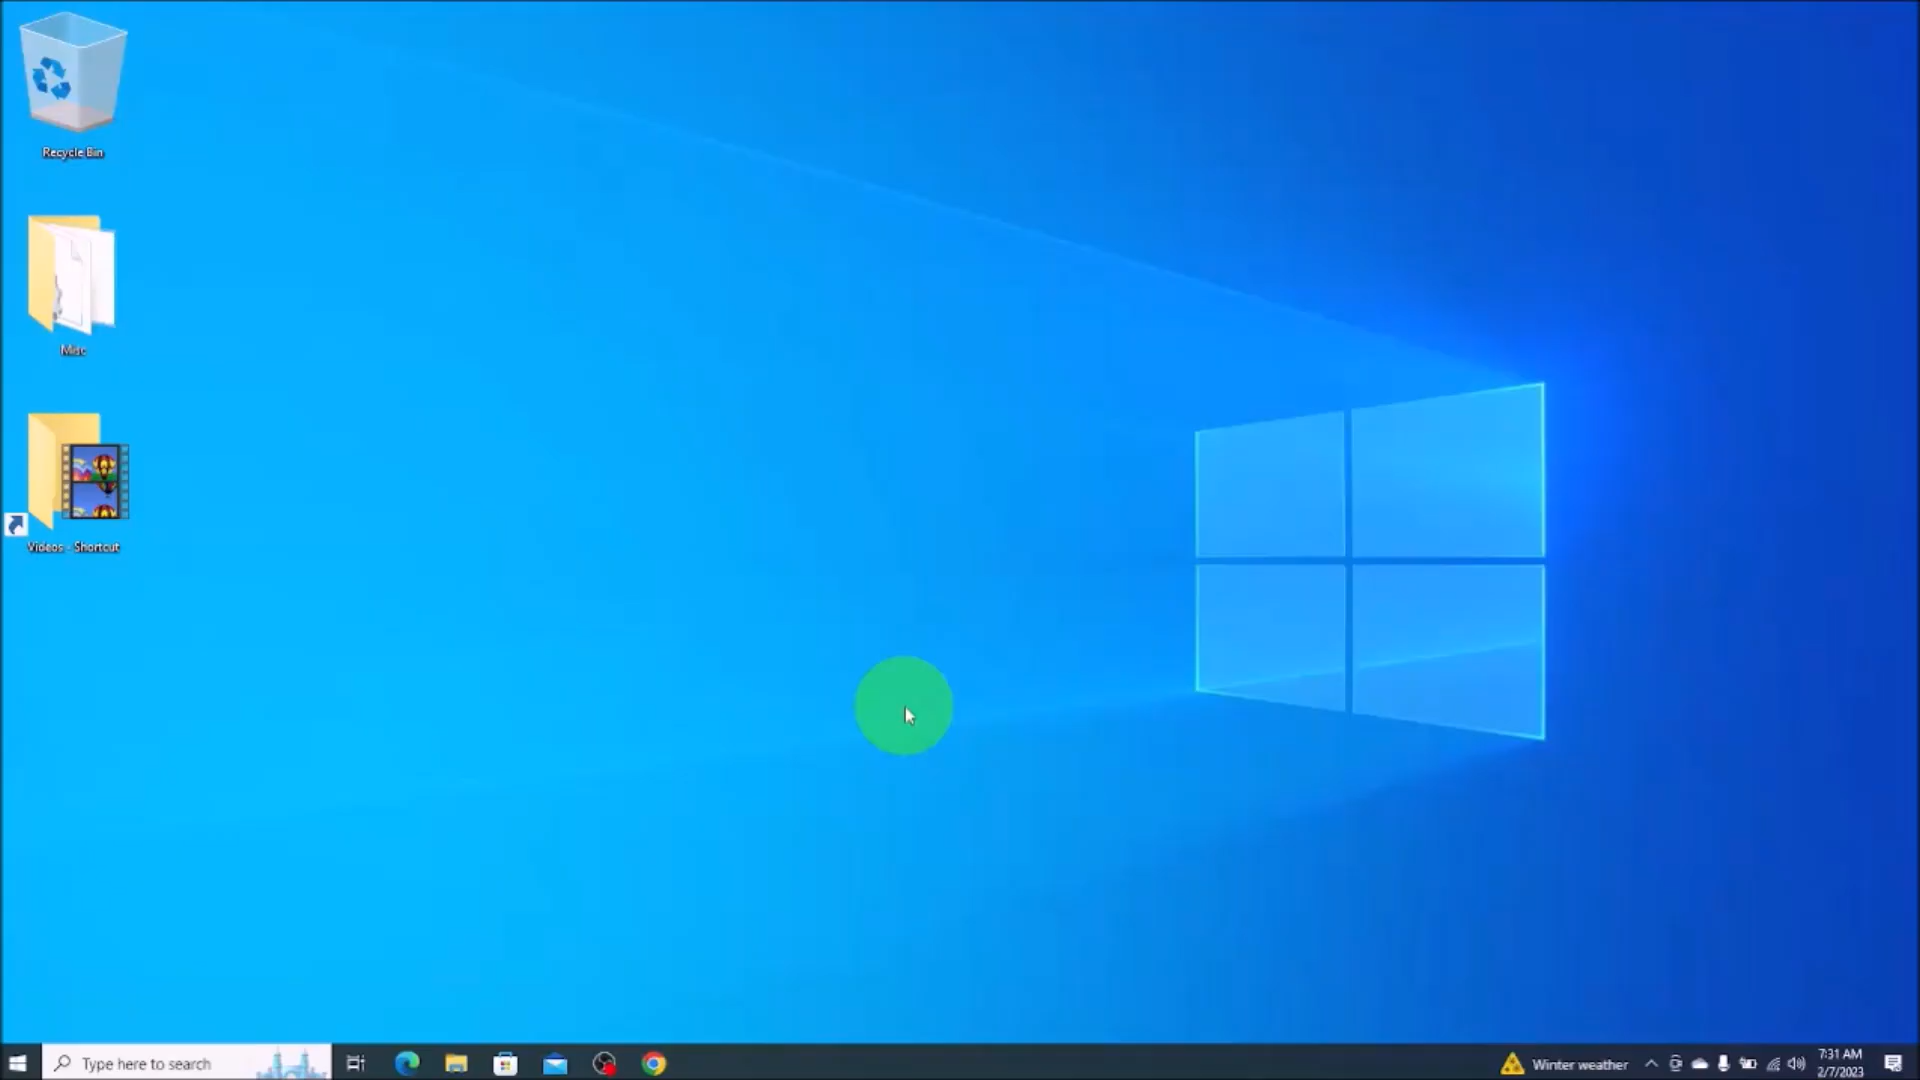 Recycle Bin
Misc
Videos - Shortcut
Type here to search
Winter weather
7:31 AM
2/7/2023